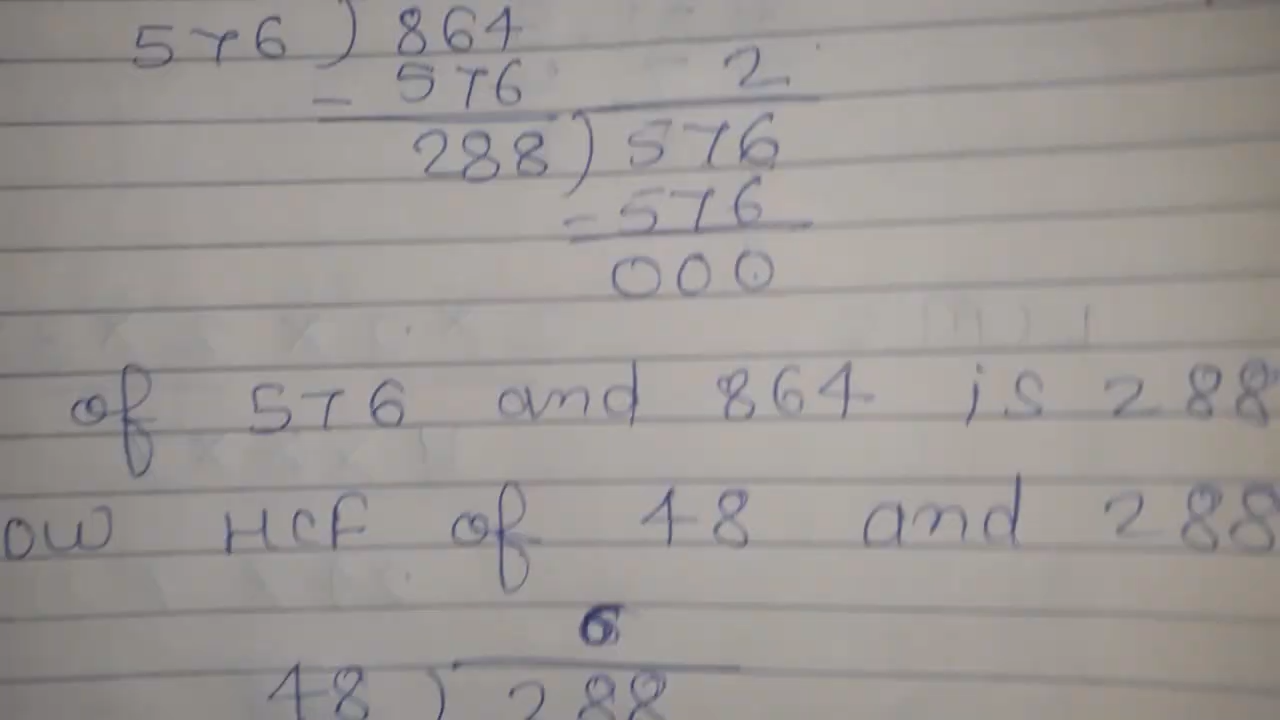 576 ) 864
2
- 576
288 ) 576
- 576
000
of 576 and 864 is 288
ow HCF of 48 and 288
6
48 ) 288